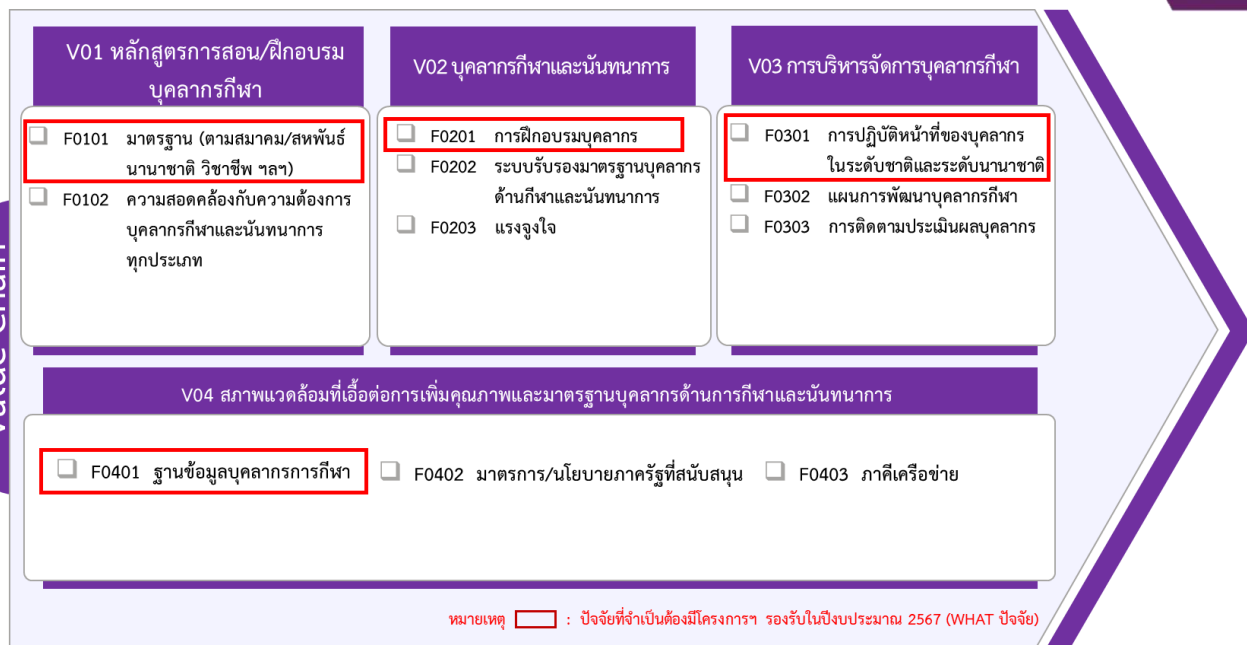 V01 หลักสูตรการสอน/ฝึกอบรม
บุคลากรกีฬา
F0101 มาตรฐาน (ตามสมาคม/สหพันธ์
นานาชาติ วิชาชีพ ฯลฯ)
F0102 ความสอดคล้องกับความต้องการ
บุคลากรกีฬาและนันทนาการ
ทุกประเภท
V02 บุคลากรกีฬาและนันทนาการ
F0201 การฝึกอบรมบุคลากร
F0202 ระบบรับรองมาตรฐานบุคลากร
ด้านกีฬาและนันทนาการ
F0203 แรงจูงใจ
V03 การบริหารจัดการบุคลากรกีฬา
F0301 การปฏิบัติหน้าที่ของบุคลากร
ในระดับชาติและระดับนานาชาติ
F0302 แผนการพัฒนาบุคลากรกีฬา
F0303 การติดตามประเมินผลบุคลากร
V04 สภาพแวดล้อมที่เอื้อต่อการเพิ่มคุณภาพและมาตรฐานบุคลากรด้านการกีฬาและนันทนาการ
F0401 ฐานข้อมูลบุคลากรการกีฬา F0402 มาตรการ/นโยบายภาครัฐที่สนับสนุน F0403 ภาคีเครือข่าย
หมายเหตุ : ปัจจัยที่จำเป็นต้องมีโครงการฯ รองรับในปีงบประมาณ 2567 (WHAT ปัจจัย)